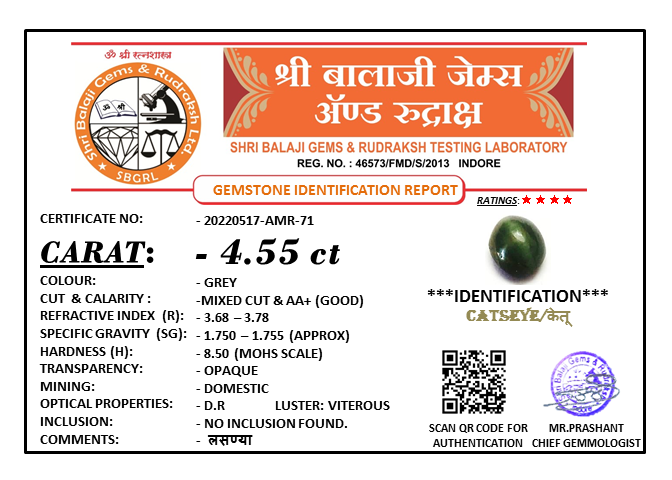 ॐ श्री रत्नशास्त्र
Shri Balaji Gems & Rudraksh Ltd.
SBGRL
श्री बालाजी जेम्स
ॲण्ड रुद्राक्ष
SHRI BALAJI GEMS & RUDRAKSH TESTING LABORATORY
REG. NO. : 46573/FMD/S/2013 INDORE
GEMSTONE IDENTIFICATION REPORT
RATINGS:
CERTIFICATE NO: - 20220517-AMR-71
CARAT: - 4.55 ct
COLOUR: - GREY
CUT & CALARITY : -MIXED CUT & AA+ (GOOD)
REFRACTIVE INDEX (R): - 3.68 – 3.78
SPECIFIC GRAVITY (SG): - 1.750 – 1.755 (APPROX)
HARDNESS (H): - 8.50 (MOHS SCALE)
TRANSPARENCY: - OPAQUE
MINING: - DOMESTIC
OPTICAL PROPERTIES: - D.R LUSTER: VITEROUS
INCLUSION: - NO INCLUSION FOUND.
COMMENTS: - लसण्या
***IDENTIFICATION***
CATSEYE/केतू
SCAN QR CODE FOR
AUTHENTICATION
MR.PRASHANT
CHIEF GEMMOLOGIST